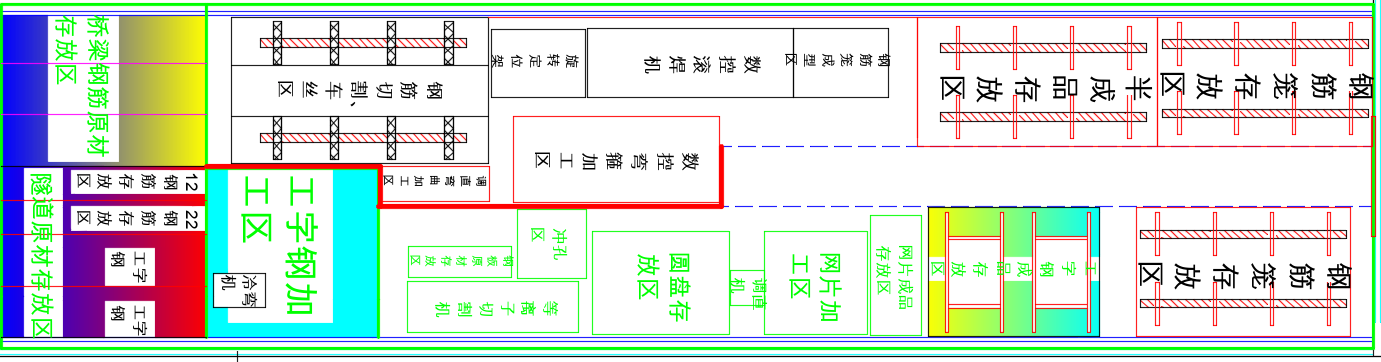 桥梁钢筋原材
存放区
钢筋切割、车丝
区
旋转定位
架
数控滚焊
机
钢筋笼成型
区
半成品存放
区
钢筋笼存放
区
数控弯箍加工
区
调直弯曲加工
区
隧道原材存放区
12钢筋存放
区
22钢筋存放
区
工字
钢
工字
钢
工字钢加
工区
冷弯
机
冲孔
区
钢板原材存放
区
等离子切割
机
圆盘存
放区
调直
机
网片加
工区
网片成品
存放区
工字钢成品存放
区
钢筋笼存放
区